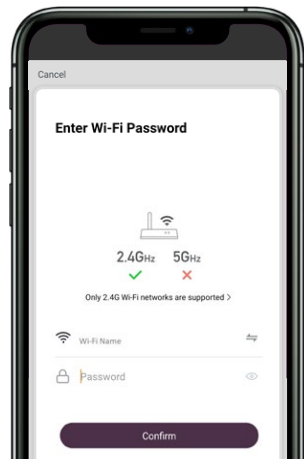 Cancel
Enter Wi-Fi Password
2.4GHz 5GHz
Only 2.4G Wi-Fi networks are supported >
Wi-Fi Name
Password
Confirm